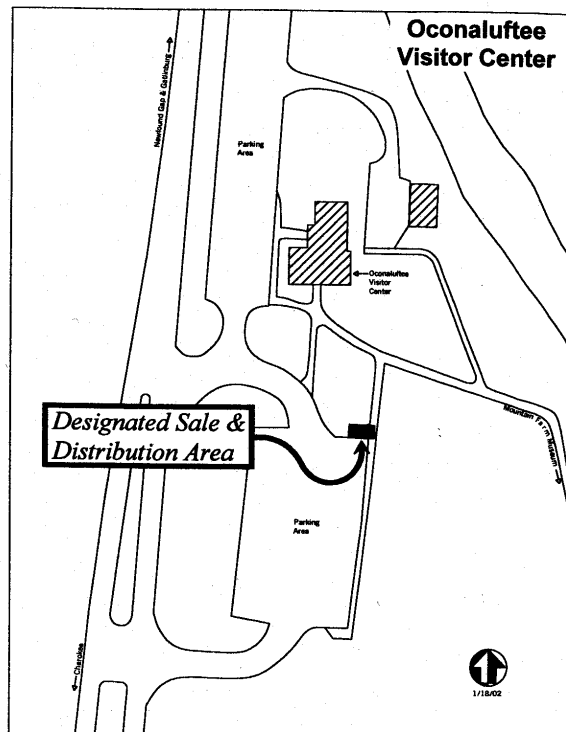 Oconaluftee
Visitor Center
Newfound Gap & Gatlinburg
Parking
Area
Oconaluftee
Visitor
Center
Designated Sale &
Distribution Area
Mountain Farm
Museum
Parking
Area
Cherokee
1/18/02